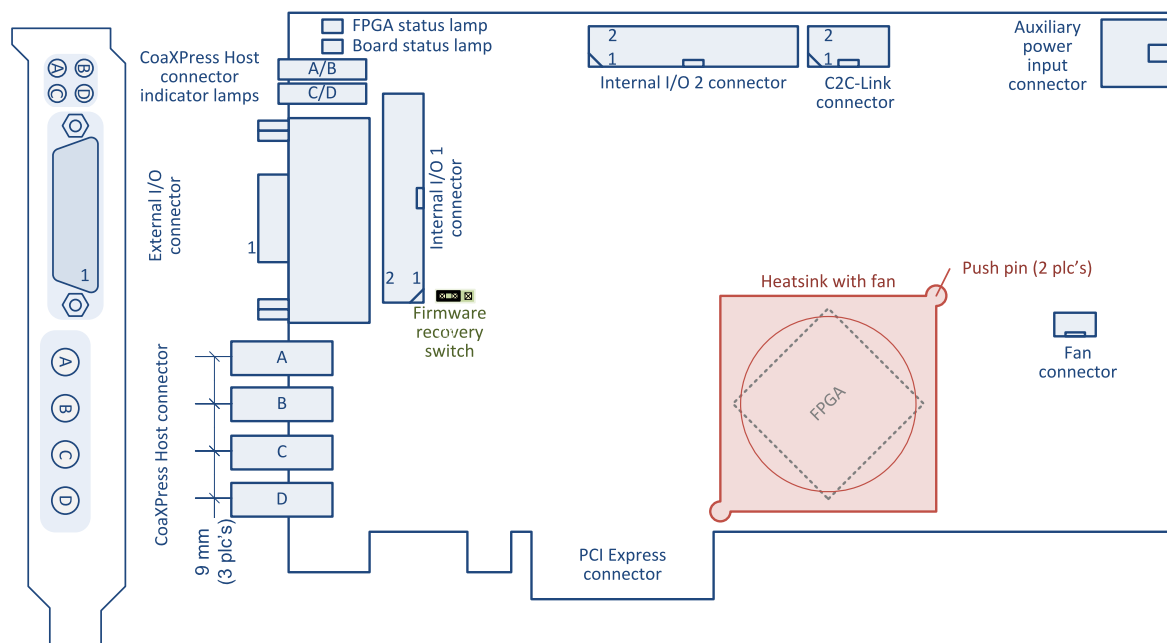 FPGA status lamp
Board status lamp
CoaXPress Host
connector
indicator lamps
A/B
C/D
A
B
C
D
1
External I/O
connector
1
Internal I/O 1
connector
2
1
Firmware
recovery
switch
2
1
Internal I/O 2 connector
2
1
C2C-Link
connector
Auxiliary
power
input
connector
Heatsink with fan
Push pin (2 plc's)
FPGA
Fan
connector
A
B
C
D
CoaXPress Host connector
A
B
C
D
9 mm
(3 plc's)
PCI Express
connector